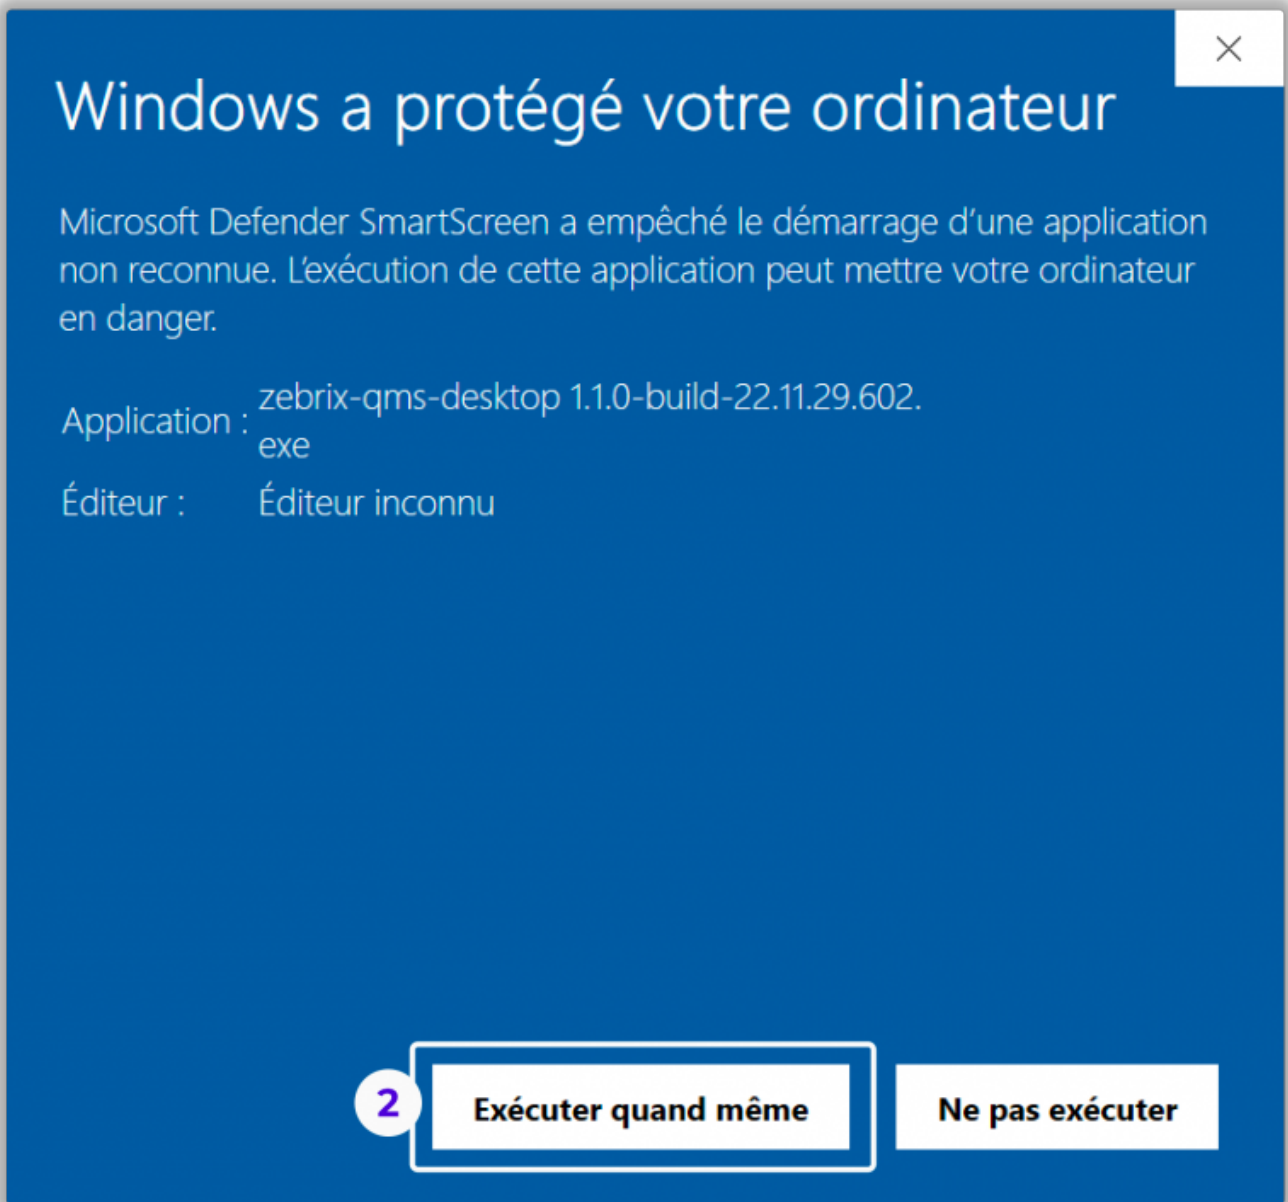 Windows a protégé votre ordinateur
Microsoft Defender SmartScreen a empêché le démarrage d’une application
non reconnue. L’exécution de cette application peut mettre votre ordinateur
en danger.
Application : zebrix-qms-desktop 1.1.0-build-22.11.29.602.
exe
Éditeur : Éditeur inconnu
2 Exécuter quand même Ne pas exécuter